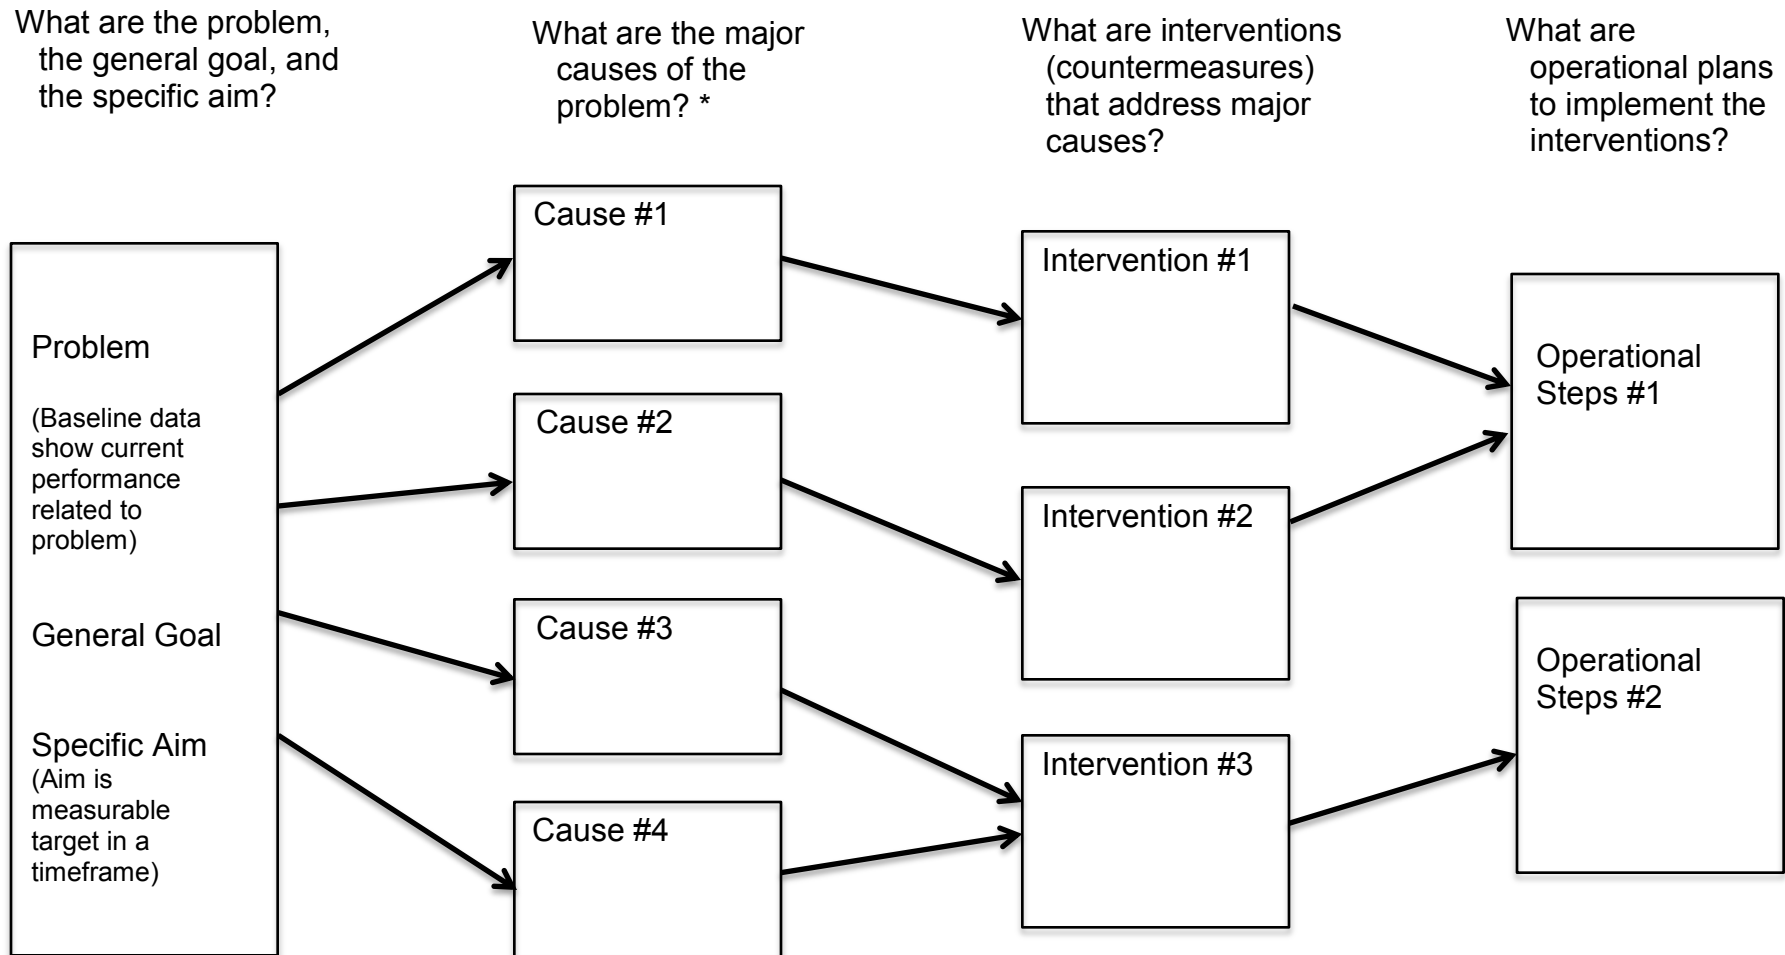 What are the problem,
the general goal, and
the specific aim?
What are the major
causes of the
problem? *
What are interventions
(countermeasures)
that address major
causes?
What are
operational plans
to implement the
interventions?
Problem
(Baseline data
show current
performance
related to
problem)
General Goal
Specific Aim
(Aim is
measurable
target in a
timeframe)
Cause #1
Cause #2
Cause #3
Cause #4
Intervention #1
Intervention #2
Intervention #3
Operational
Steps #1
Operational
Steps #2